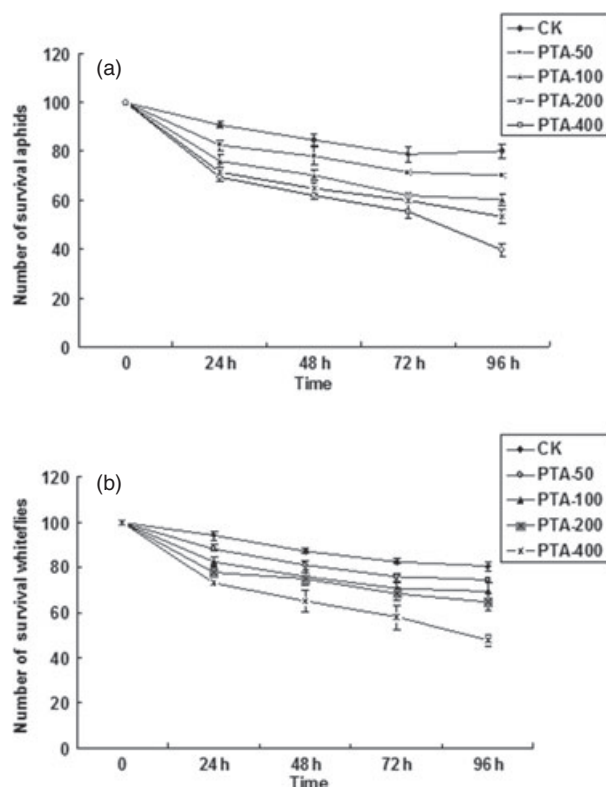 (a)
CK
PTA-50
PTA-100
PTA-200
PTA-400
Number of survival aphids
120
100
80
60
40
20
0
0 24 h 48 h 72 h 96 h
Time
(b)
CK
PTA-50
PTA-100
PTA-200
PTA-400
Number of survival whiteflies
120
100
80
60
40
20
0
0 24 h 48 h 72 h 96 h
Time